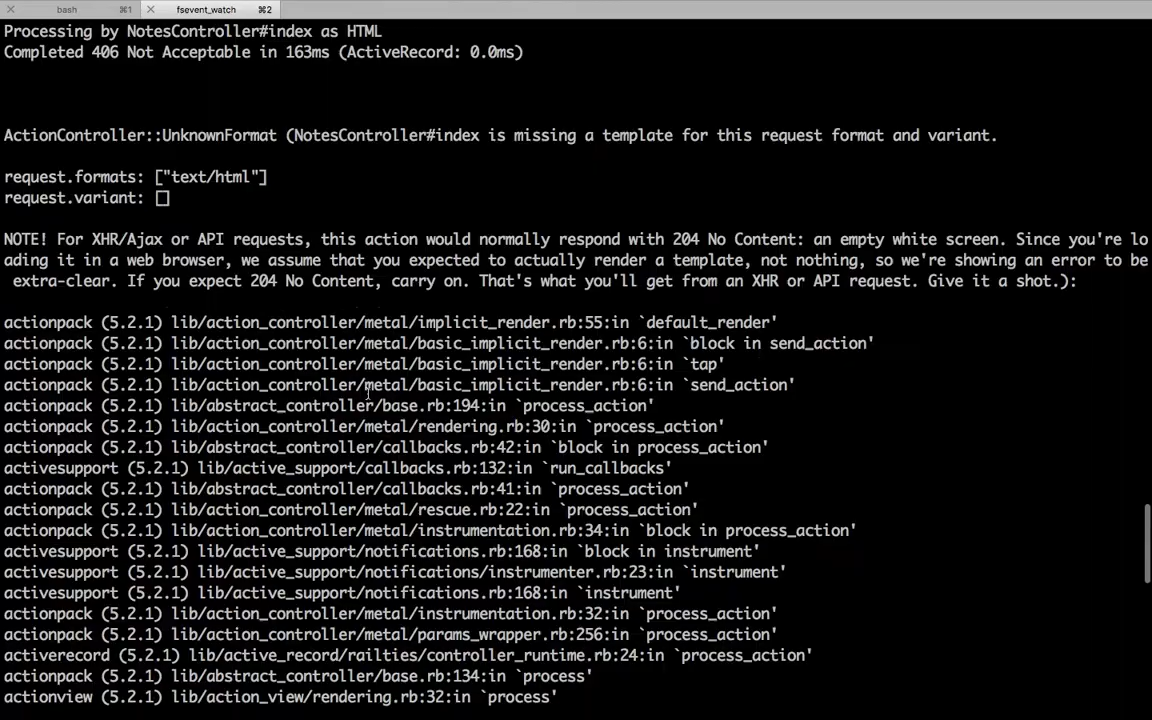 bash ⌘1 fsevent_watch ⌘2
Processing by NotesController#index as HTML
Completed 406 Not Acceptable in 163ms (ActiveRecord: 0.0ms)
ActionController::UnknownFormat (NotesController#index is missing a template for this request format and variant.
request.formats: ["text/html"]
request.variant: []
NOTE! For XHR/Ajax or API requests, this action would normally respond with 204 No Content: an empty white screen. Since you're lo
ading it in a web browser, we assume that you expected to actually render a template, not nothing, so we're showing an error to be
extra-clear. If you expect 204 No Content, carry on. That's what you'll get from an XHR or API request. Give it a shot.):
actionpack (5.2.1) lib/action_controller/metal/implicit_render.rb:55:in `default_render'
actionpack (5.2.1) lib/action_controller/metal/basic_implicit_render.rb:6:in `block in send_action'
actionpack (5.2.1) lib/action_controller/metal/basic_implicit_render.rb:6:in `tap'
actionpack (5.2.1) lib/action_controller/metal/basic_implicit_render.rb:6:in `send_action'
actionpack (5.2.1) lib/abstract_controller/base.rb:194:in `process_action'
actionpack (5.2.1) lib/action_controller/metal/rendering.rb:30:in `process_action'
actionpack (5.2.1) lib/abstract_controller/callbacks.rb:42:in `block in process_action'
activesupport (5.2.1) lib/active_support/callbacks.rb:132:in `run_callbacks'
actionpack (5.2.1) lib/abstract_controller/callbacks.rb:41:in `process_action'
actionpack (5.2.1) lib/action_controller/metal/rescue.rb:22:in `process_action'
actionpack (5.2.1) lib/action_controller/metal/instrumentation.rb:34:in `block in process_action'
activesupport (5.2.1) lib/active_support/notifications.rb:168:in `block in instrument'
activesupport (5.2.1) lib/active_support/notifications/instrumenter.rb:23:in `instrument'
activesupport (5.2.1) lib/active_support/notifications.rb:168:in `instrument'
actionpack (5.2.1) lib/action_controller/metal/instrumentation.rb:32:in `process_action'
actionpack (5.2.1) lib/action_controller/metal/params_wrapper.rb:256:in `process_action'
activerecord (5.2.1) lib/active_record/railties/controller_runtime.rb:24:in `process_action'
actionpack (5.2.1) lib/abstract_controller/base.rb:134:in `process'
actionview (5.2.1) lib/action_view/rendering.rb:32:in `process'